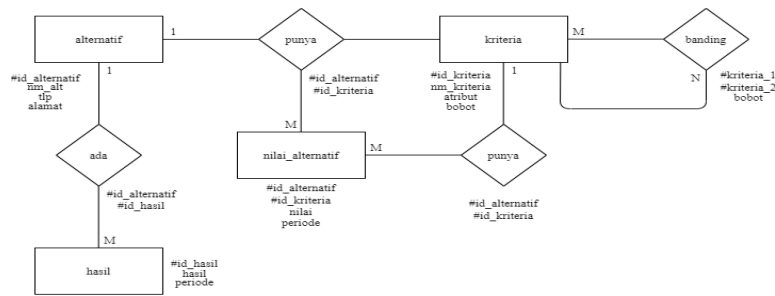 alternatif
1
punya
kriteria
M
banding
#id_alternatif
nm_alt
tlp
alamat
1
#id_alternatif
#id_kriteria
#id_kriteria
nm_kriteria
atribut
bobot
1
N
#kriteria_1
#kriteria_2
bobot
M
ada
nilai_alternatif
M
punya
#id_alternatif
#id_hasil
#id_alternatif
#id_kriteria
nilai
periode
#id_alternatif
#id_kriteria
M
hasil
#id_hasil
hasil
periode